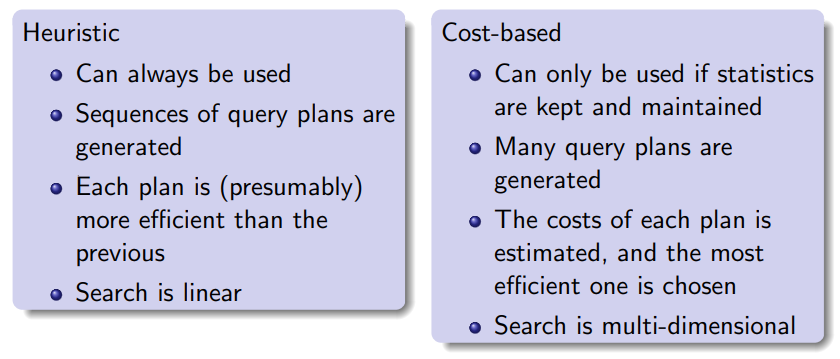 Heuristic
Can always be used
Sequences of query plans are
generated
Each plan is (presumably)
more efficient than the
previous
Search is linear
Cost-based
Can only be used if statistics
are kept and maintained
Many query plans are
generated
The costs of each plan is
estimated, and the most
efficient one is chosen
Search is multi-dimensional